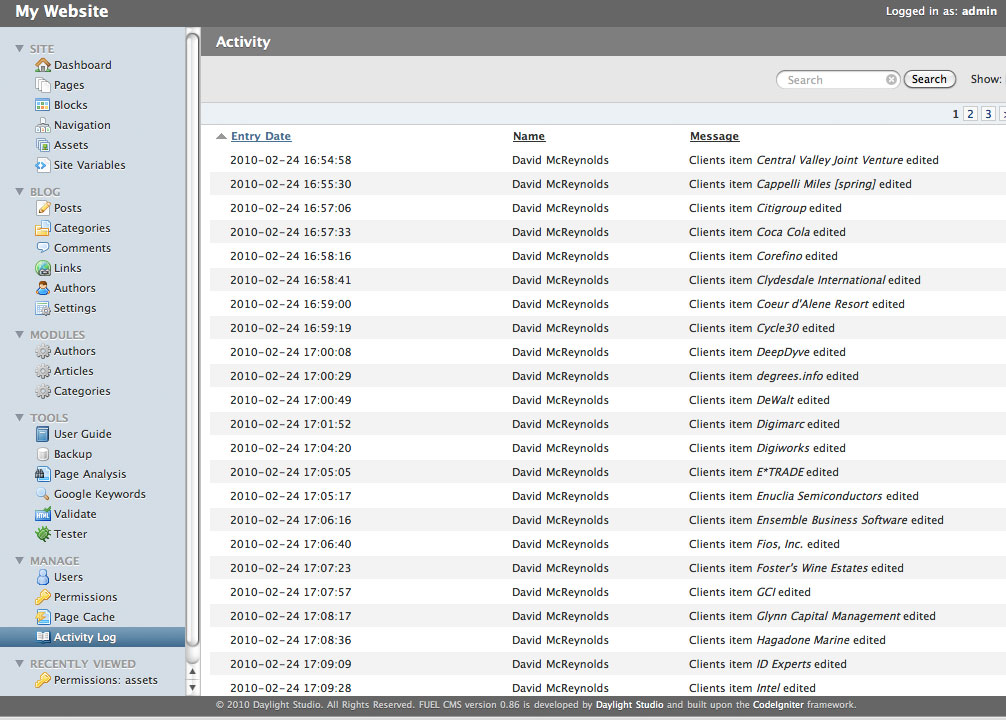 My Website
Logged in as: admin
SITE
Dashboard
Pages
Blocks
Navigation
Assets
Site Variables
BLOG
Posts
Categories
Comments
Links
Authors
Settings
MODULES
Authors
Articles
Categories
TOOLS
User Guide
Backup
Page Analysis
Google Keywords
HTML Validate
Tester
MANAGE
Users
Permissions
Page Cache
Activity Log
RECENTLY VIEWED
Permissions: assets
Activity
Search Search Show:
1 2 3 >
Entry Date Name Message
2010-02-24 16:54:58 David McReynolds Clients item Central Valley Joint Venture edited
2010-02-24 16:55:30 David McReynolds Clients item Cappelli Miles [spring] edited
2010-02-24 16:57:06 David McReynolds Clients item Citigroup edited
2010-02-24 16:57:33 David McReynolds Clients item Coca Cola edited
2010-02-24 16:58:16 David McReynolds Clients item Corefino edited
2010-02-24 16:58:41 David McReynolds Clients item Clydesdale International edited
2010-02-24 16:59:00 David McReynolds Clients item Coeur d'Alene Resort edited
2010-02-24 16:59:19 David McReynolds Clients item Cycle30 edited
2010-02-24 17:00:08 David McReynolds Clients item DeepDyve edited
2010-02-24 17:00:29 David McReynolds Clients item degrees.info edited
2010-02-24 17:00:49 David McReynolds Clients item DeWalt edited
2010-02-24 17:01:52 David McReynolds Clients item Digimarc edited
2010-02-24 17:04:20 David McReynolds Clients item Digiworks edited
2010-02-24 17:05:05 David McReynolds Clients item E*TRADE edited
2010-02-24 17:05:17 David McReynolds Clients item Enuclia Semiconductors edited
2010-02-24 17:06:16 David McReynolds Clients item Ensemble Business Software edited
2010-02-24 17:06:40 David McReynolds Clients item Fios, Inc. edited
2010-02-24 17:07:23 David McReynolds Clients item Foster's Wine Estates edited
2010-02-24 17:07:57 David McReynolds Clients item GCI edited
2010-02-24 17:08:17 David McReynolds Clients item Glynn Capital Management edited
2010-02-24 17:08:36 David McReynolds Clients item Hagadone Marine edited
2010-02-24 17:09:09 David McReynolds Clients item ID Experts edited
2010-02-24 17:09:28 David McReynolds Clients item Intel edited
© 2010 Daylight Studio. All Rights Reserved. FUEL CMS version 0.86 is developed by Daylight Studio and built upon the CodeIgniter framework.